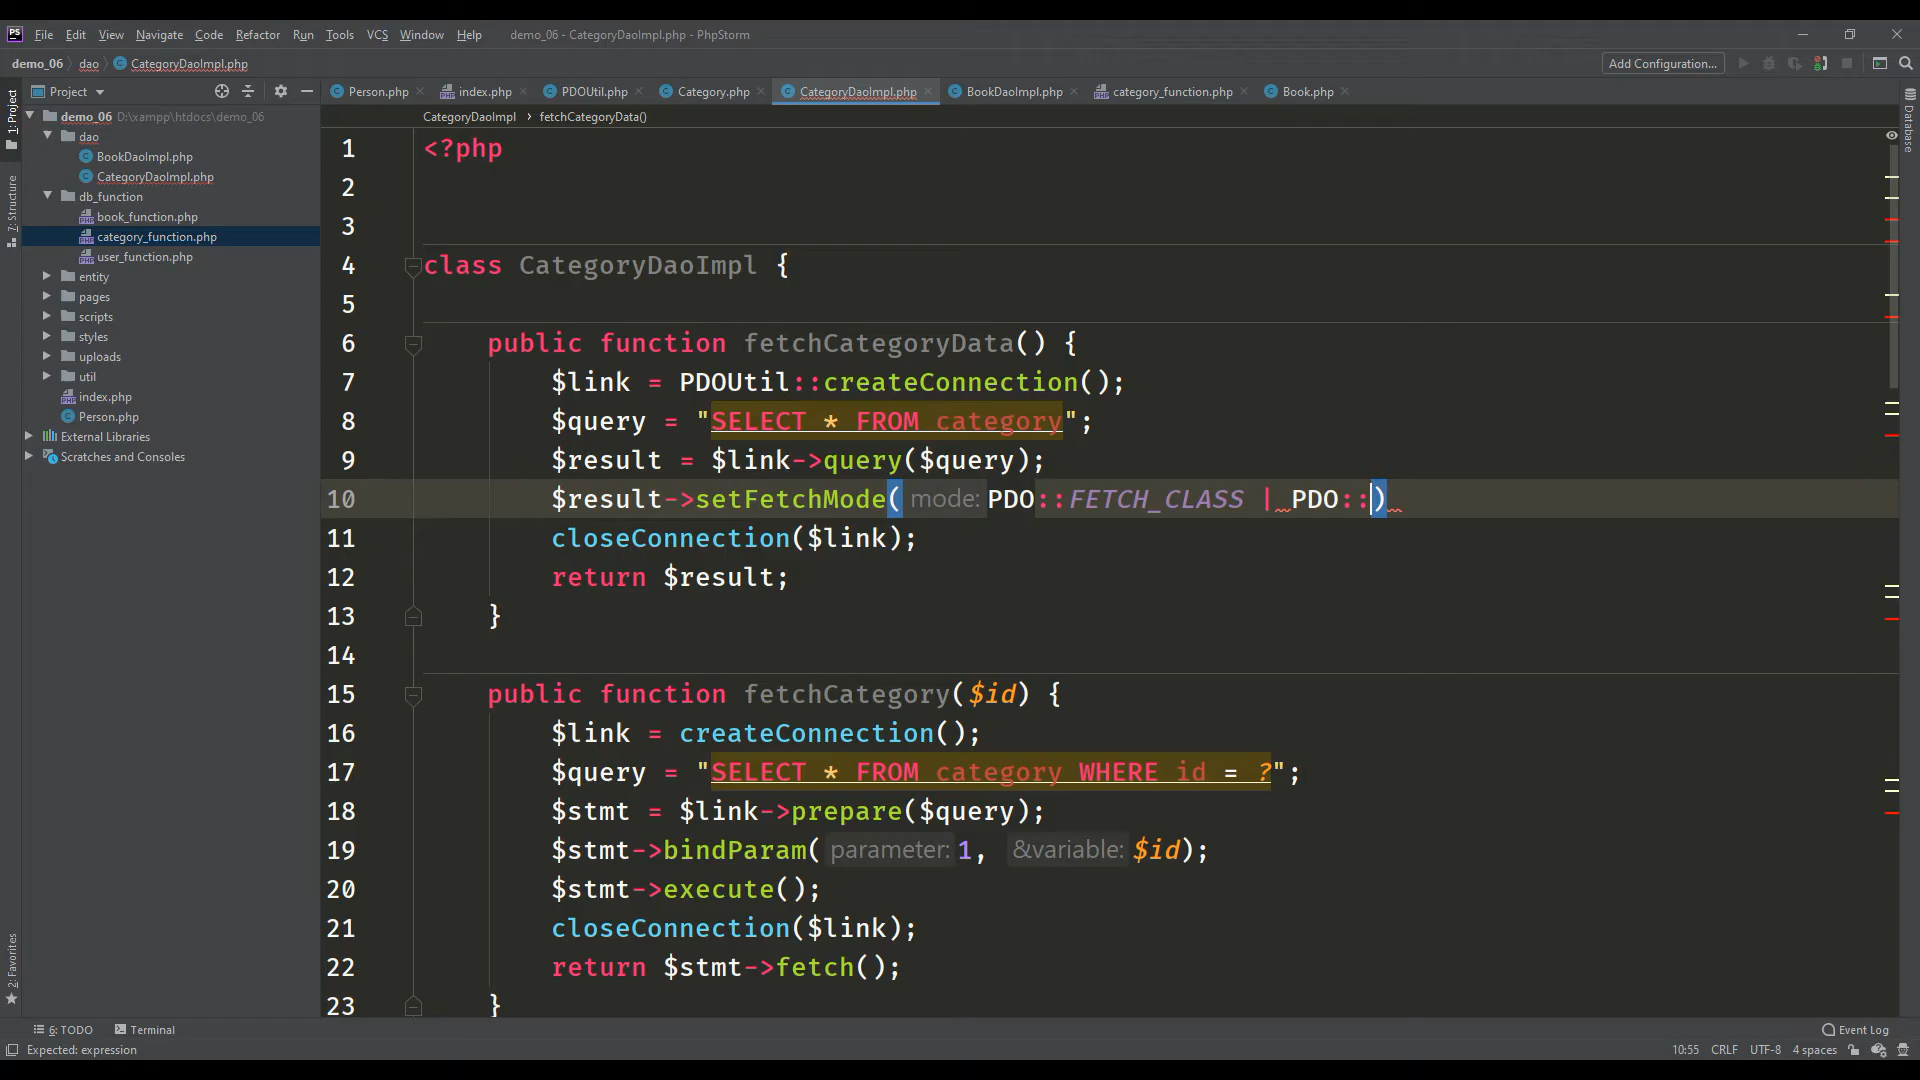 PS File Edit View Navigate Code Refactor Run Tools VCS Window Help demo_06 - CategoryDaoImpl.php - PhpStorm
demo_06 dao CategoryDaoImpl.php Add Configuration...
Project Person.php index.php PDOUtil.php Category.php CategoryDaoImpl.php BookDaoImpl.php category_function.php Book.php
1: Project
7: Structure
2: Favorites
Database
demo_06 D:\xampp\htdocs\demo_06
dao
BookDaoImpl.php
CategoryDaoImpl.php
db_function
book_function.php
category_function.php
user_function.php
entity
pages
scripts
styles
uploads
util
index.php
Person.php
External Libraries
Scratches and Consoles
CategoryDaoImpl › fetchCategoryData()
1 <?php
2
3
4 class CategoryDaoImpl {
5
6 public function fetchCategoryData() {
7 $link = PDOUtil::createConnection();
8 $query = "SELECT * FROM category";
9 $result = $link->query($query);
10 $result->setFetchMode( mode: PDO::FETCH_CLASS | PDO::)
11 closeConnection($link);
12 return $result;
13 }
14
15 public function fetchCategory($id) {
16 $link = createConnection();
17 $query = "SELECT * FROM category WHERE id = ?";
18 $stmt = $link->prepare($query);
19 $stmt->bindParam( parameter: 1, &variable: $id);
20 $stmt->execute();
21 closeConnection($link);
22 return $stmt->fetch();
23 }
6: TODO Terminal Event Log
Expected: expression 10:55 CRLF UTF-8 4 spaces